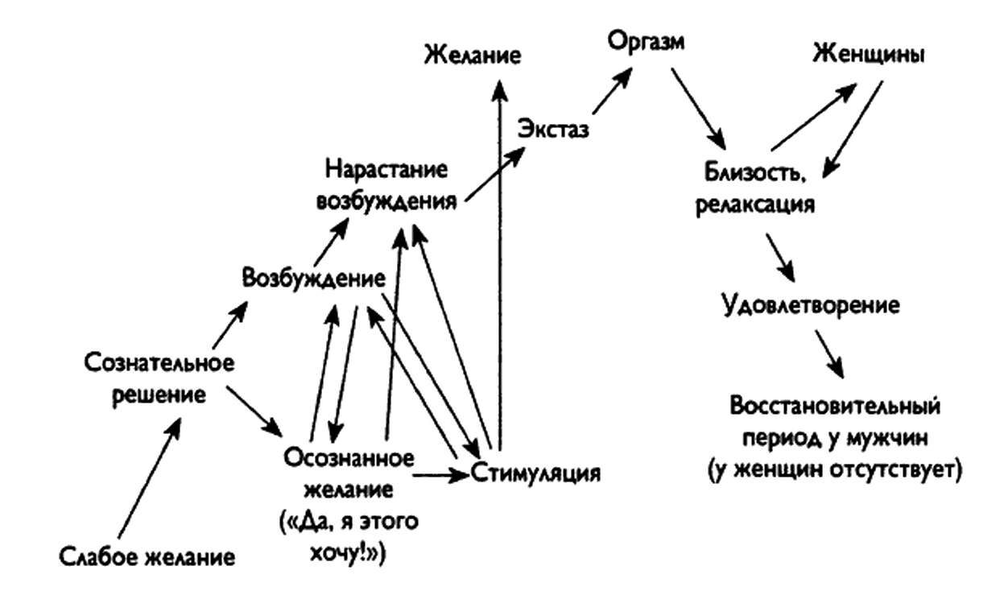 Желание
Оргазм
Женщины
Экстаз
Нарастание
возбуждения
Близость,
релаксация
Возбуждение
Удовлетворение
Сознательное
решение
Восстановительный
период у мужчин
(у женщин отсутствует)
Осознанное
желание
(«Да, я этого
хочу!»)
Стимуляция
Слабое желание